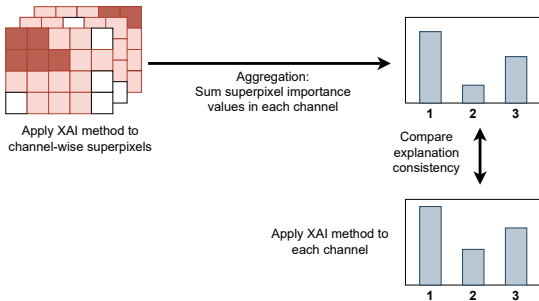 Aggregation:
Sum superpixel importance
values in each channel
Apply XAI method to
channel-wise superpixels
1 2 3
Compare
explanation
consistency
Apply XAI method to
each channel
1 2 3